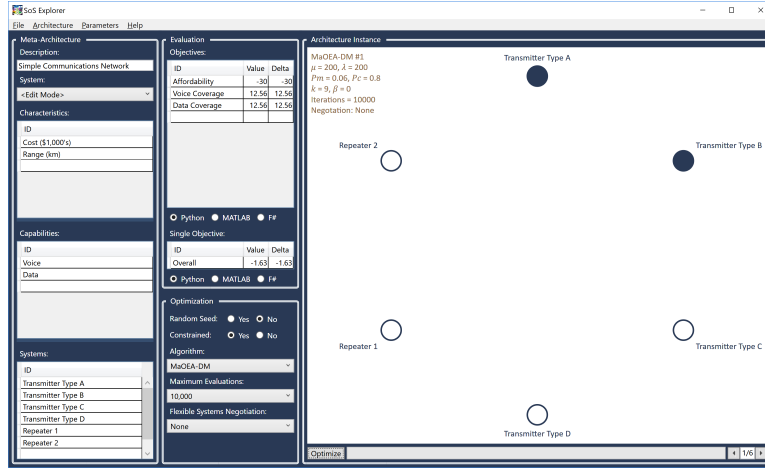 SoS Explorer
File Architecture Parameters Help
Meta-Architecture
Description:
Simple Communications Network
System:
<Edit Mode>
Characteristics:
ID
Cost ($1,000's)
Range (km)
Capabilities:
ID
Voice
Data
Systems:
ID
Transmitter Type A
Transmitter Type B
Transmitter Type C
Transmitter Type D
Repeater 1
Repeater 2
Evaluation
Objectives:
ID Value Delta
Affordability -30 -30
Voice Coverage 12.56 12.56
Data Coverage 12.56 12.56
Python MATLAB F#
Single Objective:
ID Value Delta
Overall -1.63 -1.63
Python MATLAB F#
Optimization
Random Seed: Yes No
Constrained: Yes No
Algorithm:
MaOEA-DM
Maximum Evaluations:
10,000
Flexible Systems Negotiation:
None
Architecture Instance
MaOEA-DM #1
μ = 200, λ = 200
Pm = 0.06, Pc = 0.8
k = 9, β = 0
Iterations = 10000
Negotation: None
Transmitter Type A
Repeater 2
Transmitter Type B
Repeater 1
Transmitter Type C
Transmitter Type D
Optimize
1/6